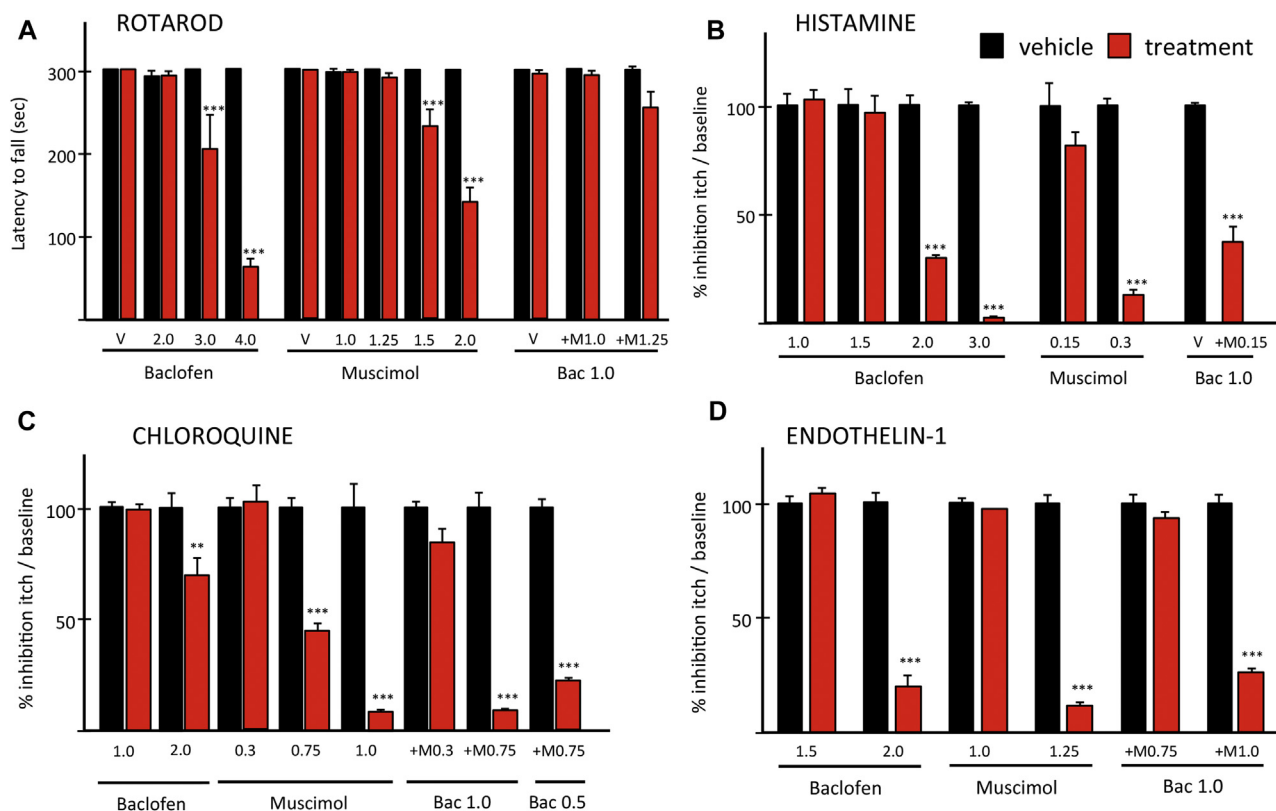 A
ROTAROD
Latency to fall (sec)
300
200
100
V 2.0 3.0 4.0 V 1.0 1.25 1.5 2.0 V +M1.0 +M1.25
*** *** *** ***
Baclofen Muscimol Bac 1.0
B
HISTAMINE
vehicle treatment
% inhibition itch / baseline
100
50
*** *** *** ***
1.0 1.5 2.0 3.0 0.15 0.3 V +M0.15
Baclofen Muscimol Bac 1.0
C
CHLOROQUINE
% inhibition itch / baseline
100
50
** *** *** *** ***
1.0 2.0 0.3 0.75 1.0 +M0.3 +M0.75 +M0.75
Baclofen Muscimol Bac 1.0 Bac 0.5
D
ENDOTHELIN-1
% inhibition itch / baseline
100
50
*** *** ***
1.5 2.0 1.0 1.25 +M0.75 +M1.0
Baclofen Muscimol Bac 1.0